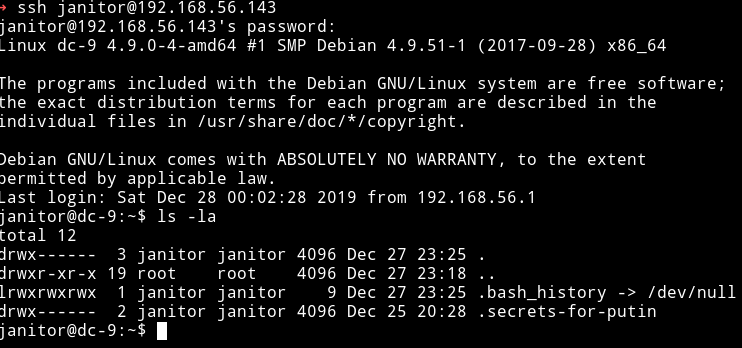 → ssh janitor@192.168.56.143
janitor@192.168.56.143's password:
Linux dc-9 4.9.0-4-amd64 #1 SMP Debian 4.9.51-1 (2017-09-28) x86_64
The programs included with the Debian GNU/Linux system are free software;
the exact distribution terms for each program are described in the
individual files in /usr/share/doc/*/copyright.
Debian GNU/Linux comes with ABSOLUTELY NO WARRANTY, to the extent
permitted by applicable law.
Last login: Sat Dec 28 00:02:28 2019 from 192.168.56.1
janitor@dc-9:~$ ls -la
total 12
drwx------  3 janitor janitor 4096 Dec 27 23:25 .
drwxr-xr-x 19 root    root    4096 Dec 27 23:18 ..
lrwxrwxrwx  1 janitor janitor    9 Dec 27 23:25 .bash_history -> /dev/null
drwx------  2 janitor janitor 4096 Dec 25 20:28 .secrets-for-putin
janitor@dc-9:~$